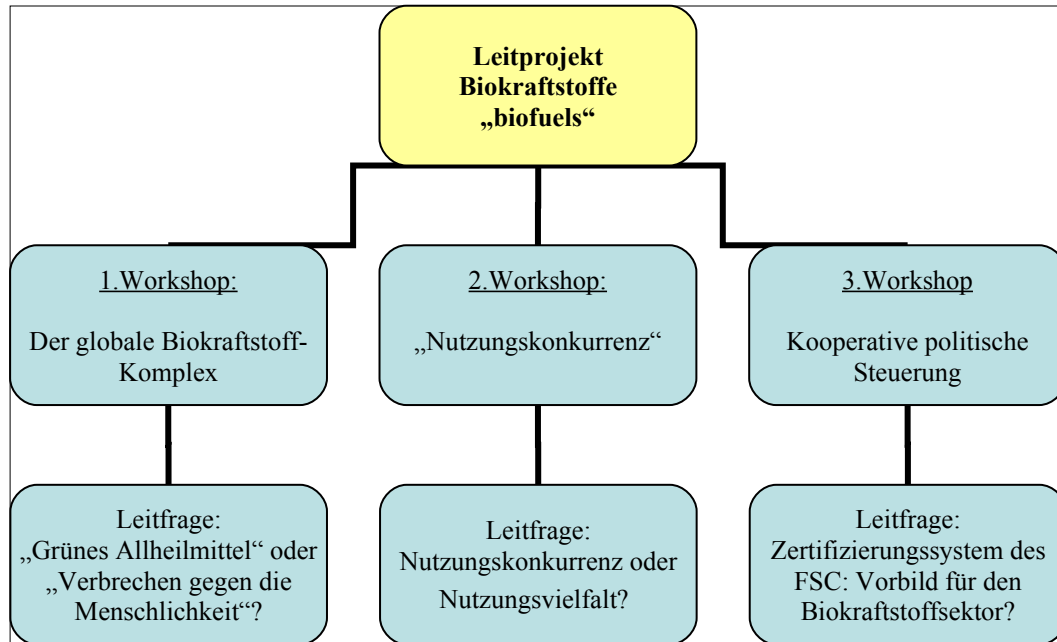 Leitprojekt
Biokraftstoffe
„biofuels“
1.Workshop:
Der globale Biokraftstoff-
Komplex
2.Workshop:
„Nutzungskonkurrenz“
3.Workshop
Kooperative politische
Steuerung
Leitfrage:
„Grünes Allheilmittel“ oder
„Verbrechen gegen die
Menschlichkeit“?
Leitfrage:
Nutzungskonkurrenz oder
Nutzungsvielfalt?
Leitfrage:
Zertifizierungssystem des
FSC: Vorbild für den
Biokraftstoffsektor?